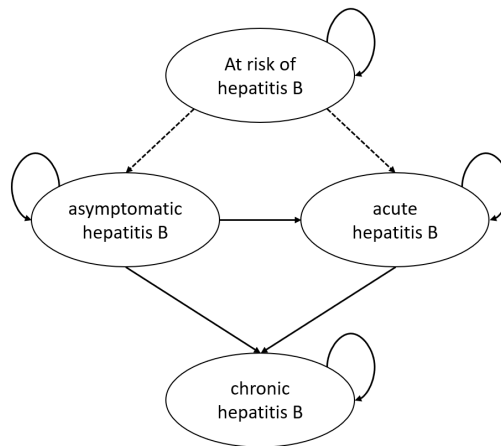 At risk of
hepatitis B
asymptomatic
hepatitis B
acute
hepatitis B
chronic
hepatitis B